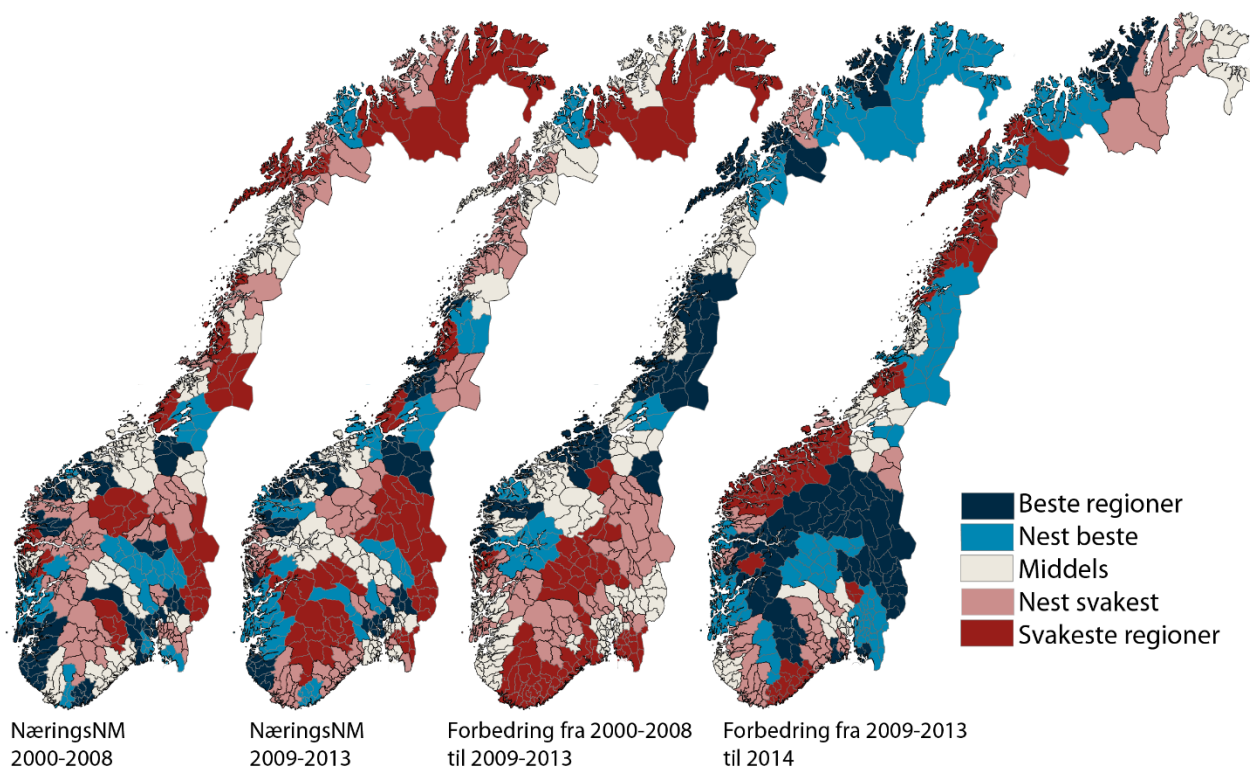 Beste regioner
Nest beste
Middels
Nest svakest
Svakeste regioner
NæringsNM
2000-2008
NæringsNM
2009-2013
Forbedring fra 2000-2008
til 2009-2013
Forbedring fra 2009-2013
til 2014